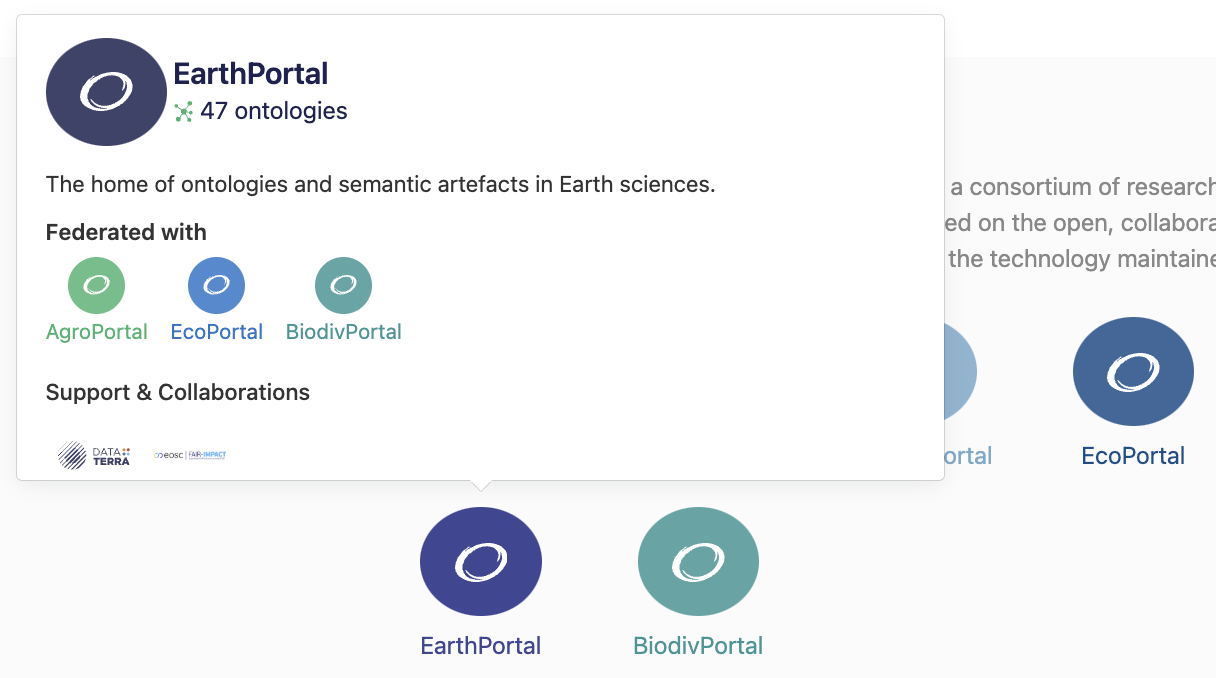 EarthPortal
47 ontologies
The home of ontologies and semantic artefacts in Earth sciences.
Federated with
AgroPortal EcoPortal BiodivPortal
Support & Collaborations
DATA
TERRA
eosc | FAIR-IMPACT
a consortium of research
ed on the open, collabora
the technology maintaine
ortal
EcoPortal
EarthPortal
BiodivPortal